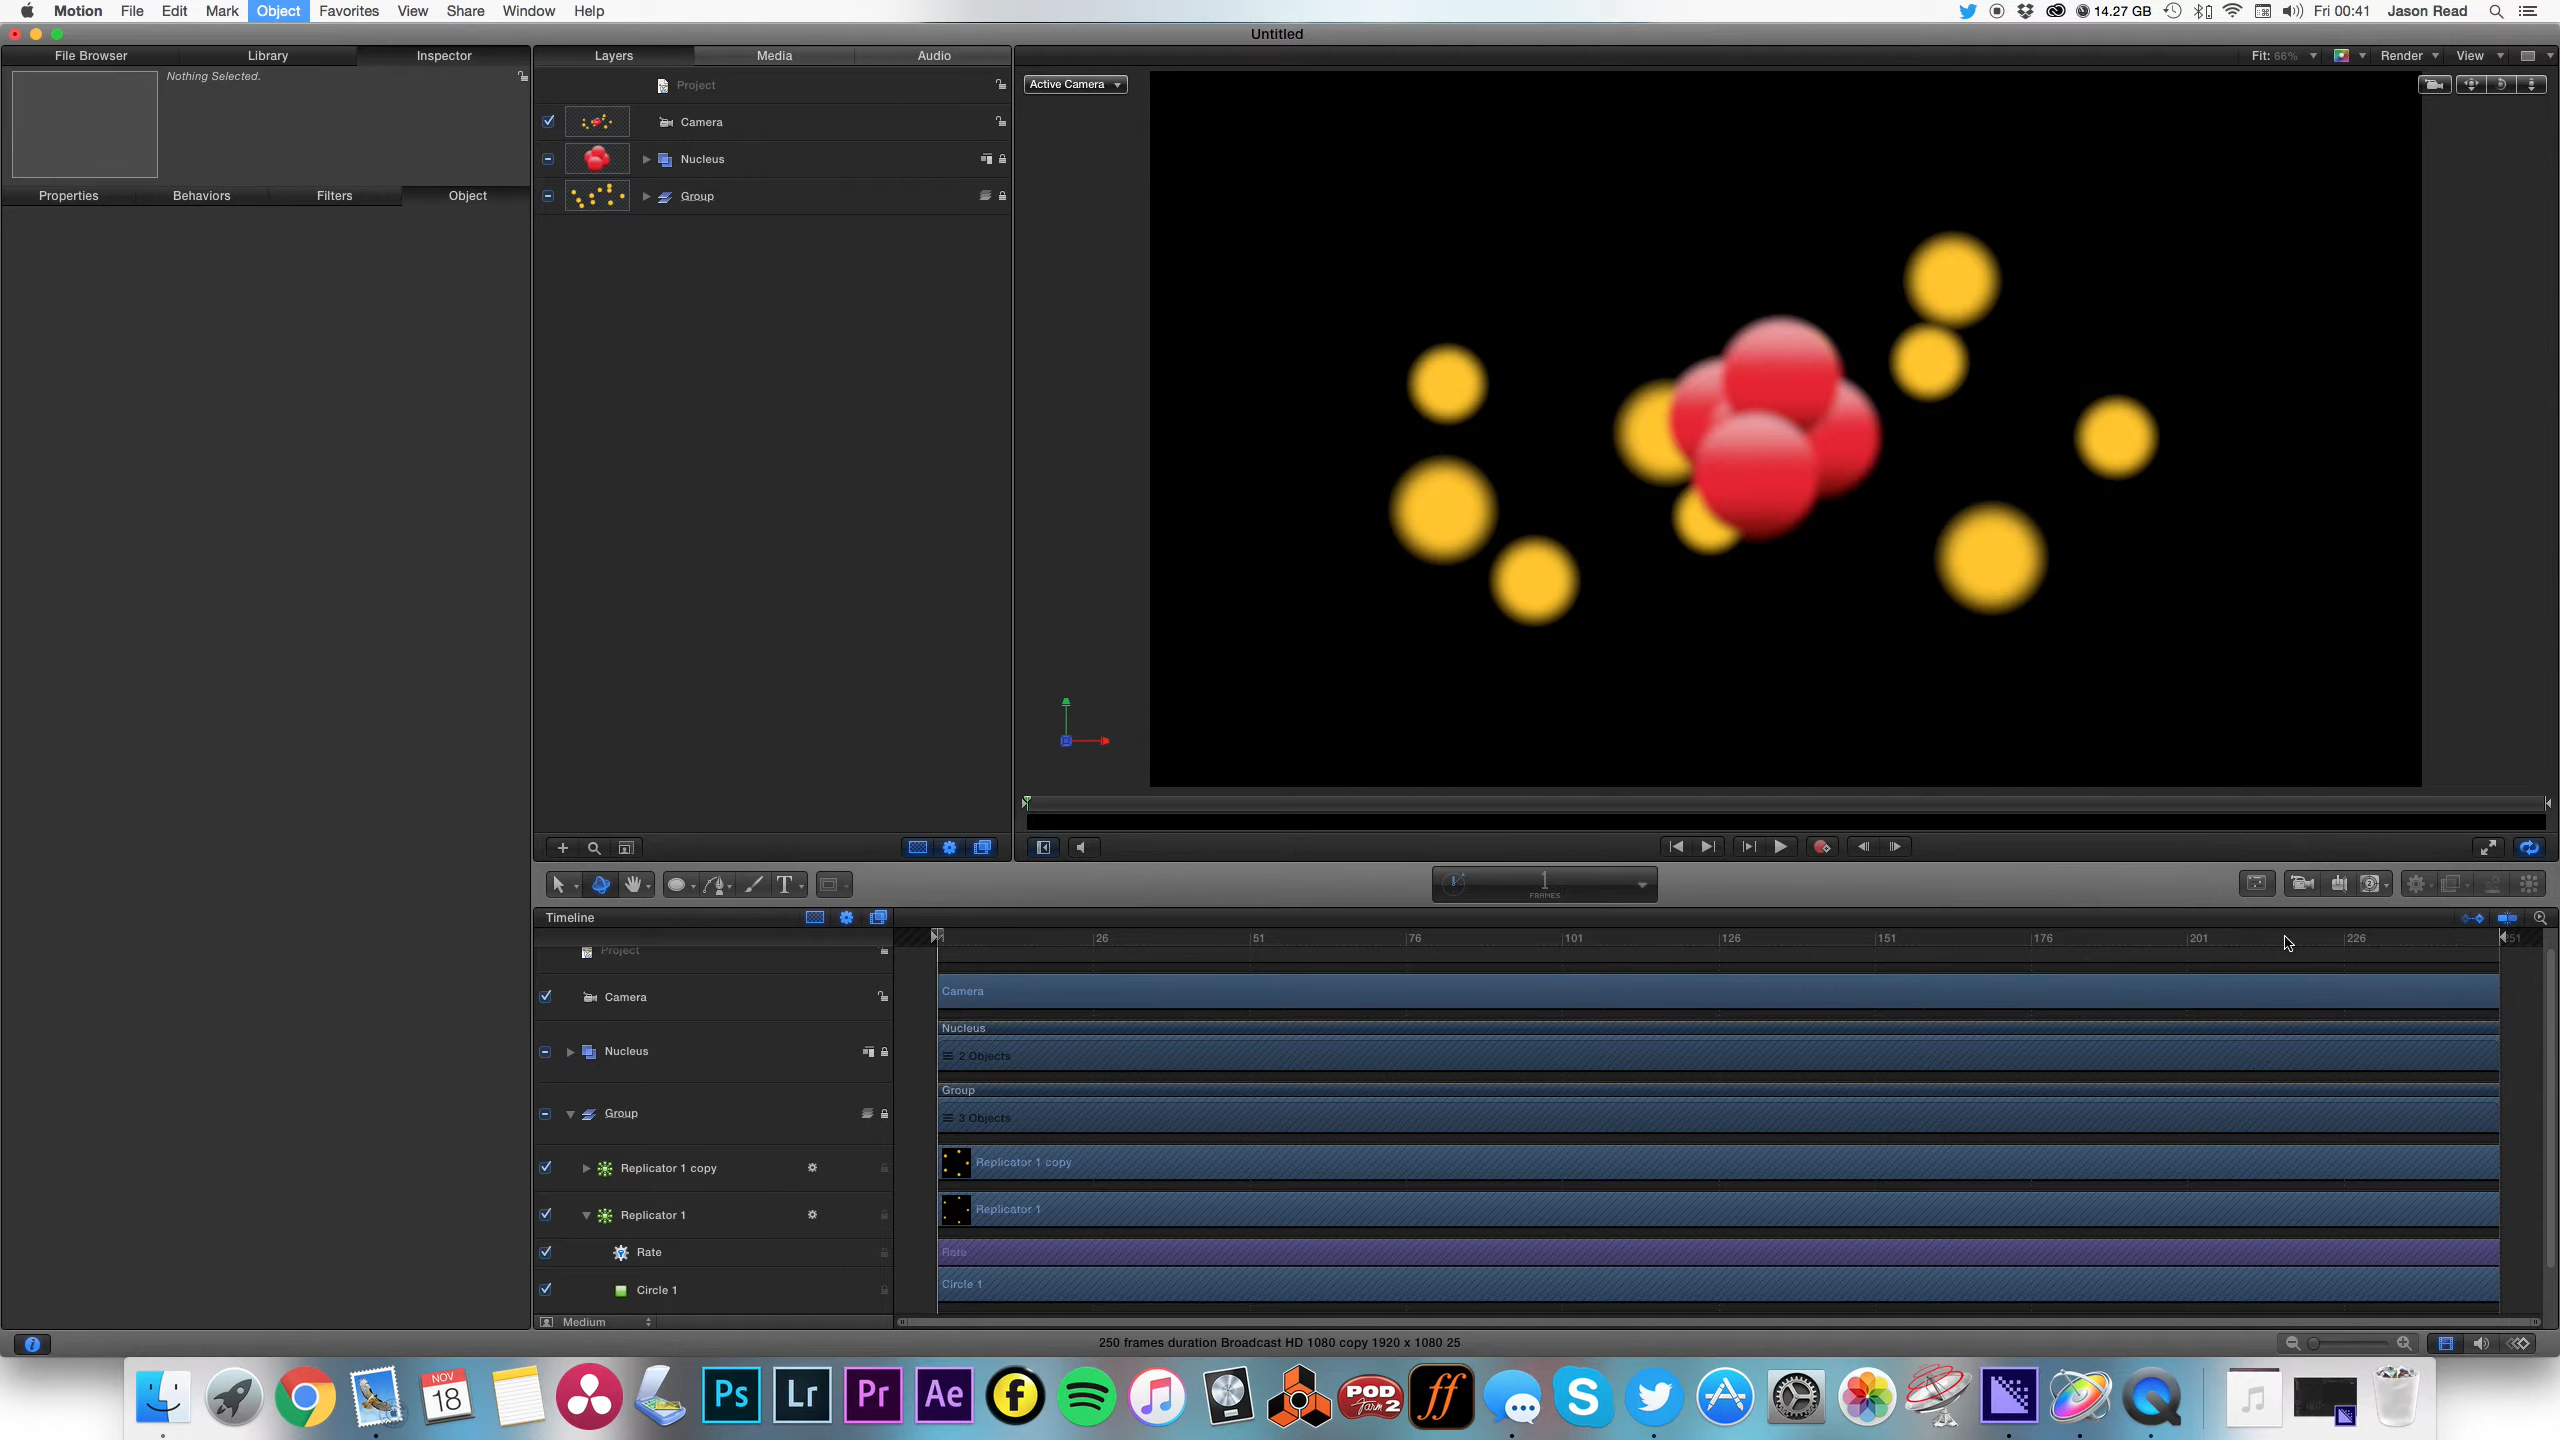 Motion File Edit Mark Object Favorites View Share Window Help 14.27 GB Fri 00:41 Jason Read
Untitled
File Browser Library Inspector Layers Media Audio Fit: 66% Render View
Nothing Selected.
Project
Active Camera
Camera
Nucleus
Properties Behaviors Filters Object
Group
1
FRAMES
Timeline
26 51 76 101 126 151 176 201 226 251
Project
Camera
Camera
Nucleus
Nucleus
2 Objects
Group
Group
3 Objects
Replicator 1 copy
Replicator 1 copy
Replicator 1
Replicator 1
Rate
Rate
Circle 1
Circle 1
Medium
250 frames duration Broadcast HD 1080 copy 1920 x 1080 25
NOV
18
Ps Lr Pr Ae f POD Farm 2 ff S